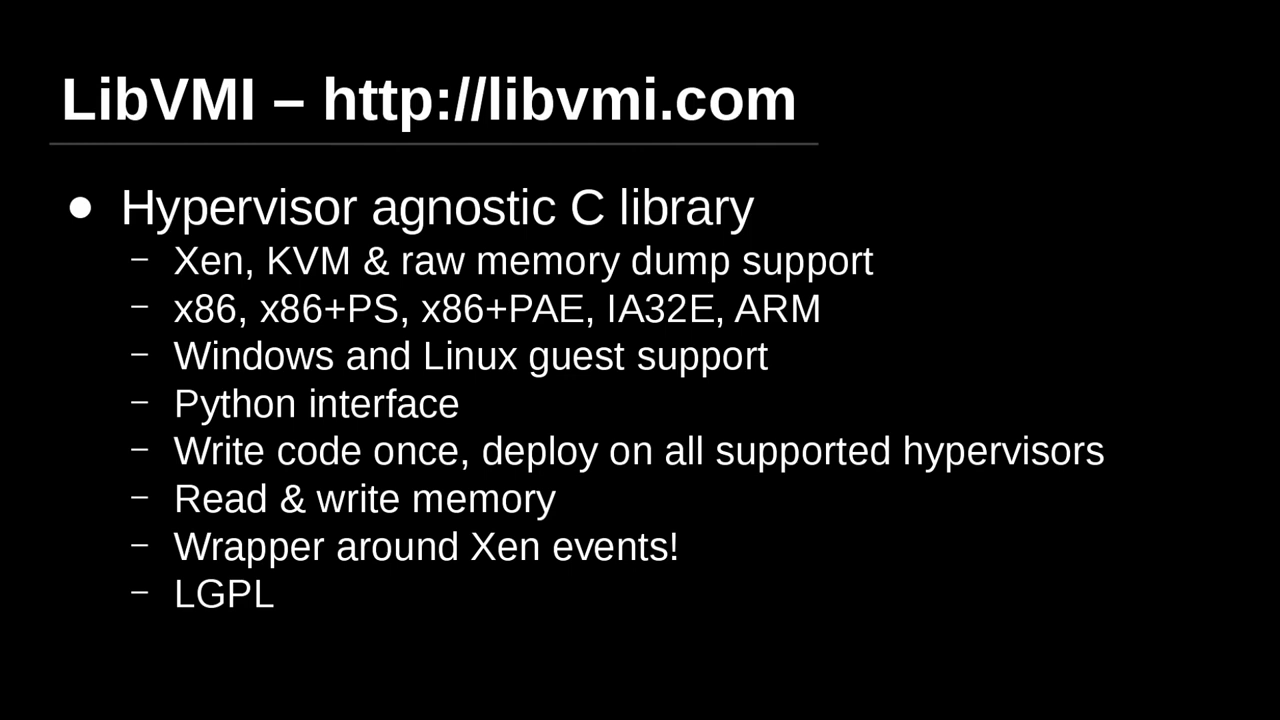 LibVMI – http://libvmi.com
● Hypervisor agnostic C library
– Xen, KVM & raw memory dump support
– x86, x86+PS, x86+PAE, IA32E, ARM
– Windows and Linux guest support
– Python interface
– Write code once, deploy on all supported hypervisors
– Read & write memory
– Wrapper around Xen events!
– LGPL